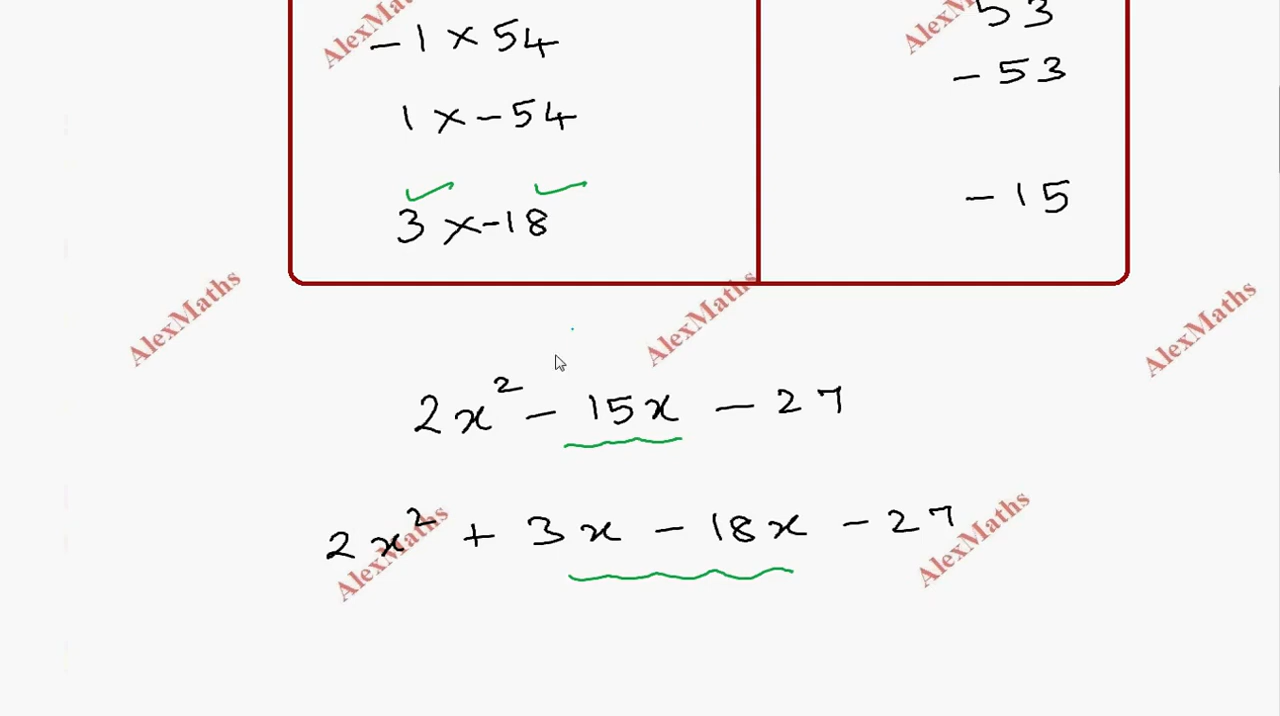 -1 × 54
53
-53
1 × -54
3 × -18
-15
2x² - 15x - 27
2x² + 3x - 18x - 27
AlexMaths
AlexMaths
AlexMaths
AlexMaths
AlexMaths
AlexMaths